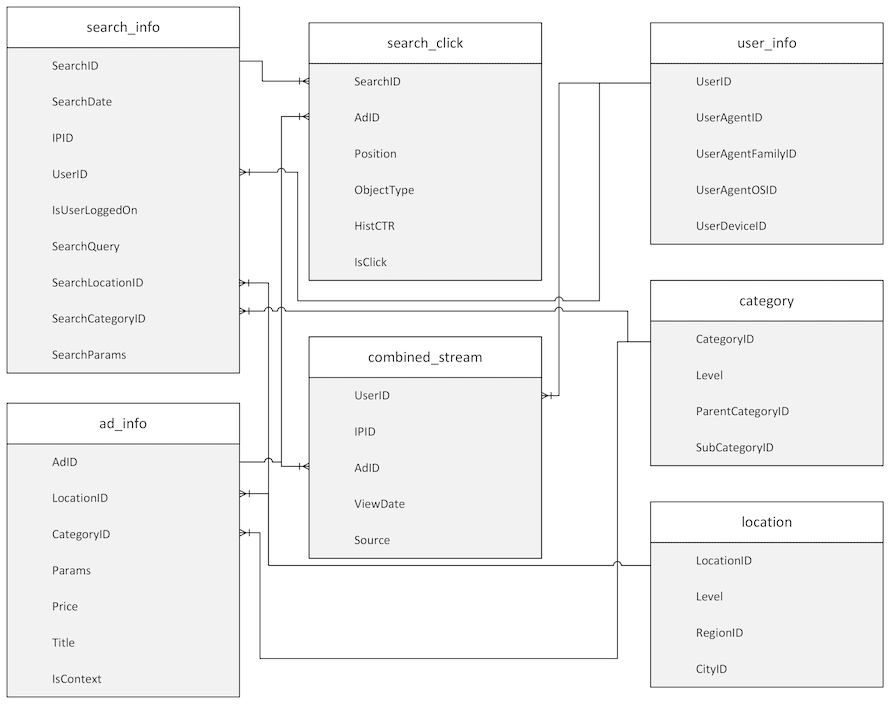 search_info
SearchID
SearchDate
IPID
UserID
IsUserLoggedOn
SearchQuery
SearchLocationID
SearchCategoryID
SearchParams
search_click
SearchID
AdID
Position
ObjectType
HistCTR
IsClick
user_info
UserID
UserAgentID
UserAgentFamilyID
UserAgentOSID
UserDeviceID
category
CategoryID
Level
ParentCategoryID
SubCategoryID
combined_stream
UserID
IPID
AdID
ViewDate
Source
ad_info
AdID
LocationID
CategoryID
Params
Price
Title
IsContext
location
LocationID
Level
RegionID
CityID